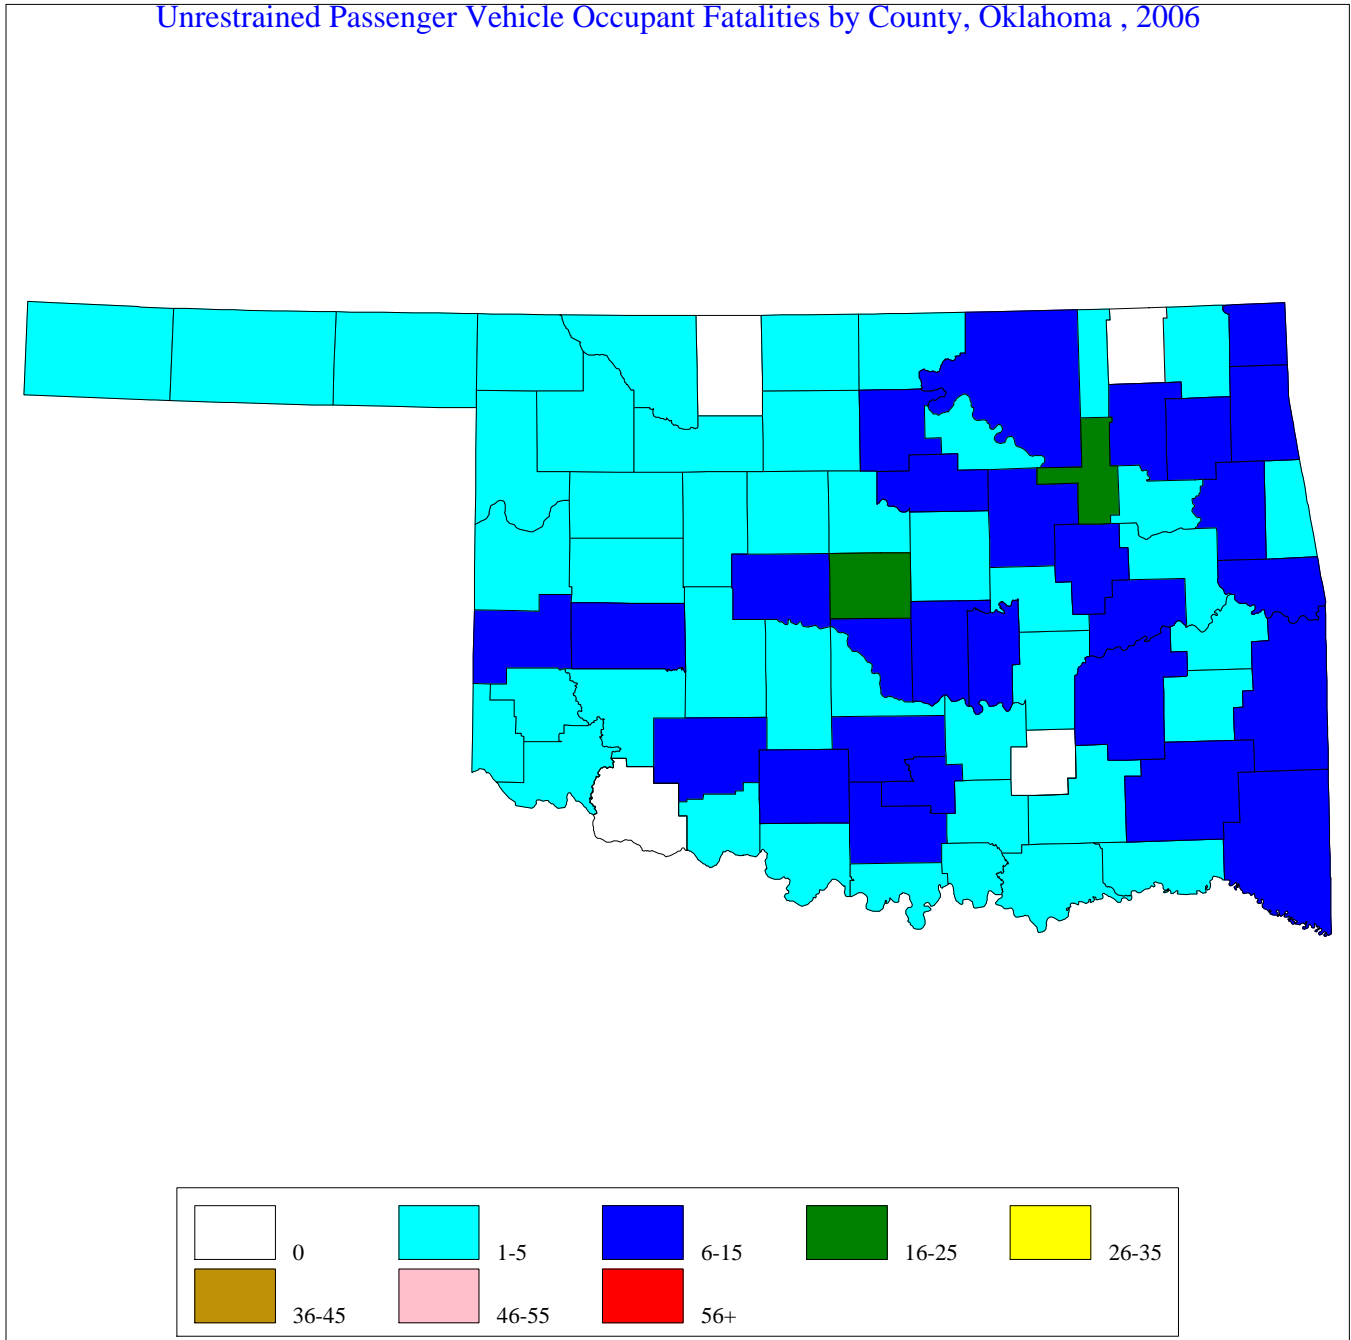 Unrestrained Passenger Vehicle Occupant Fatalities by County, Oklahoma , 2006
0 1-5 6-15 16-25 26-35
36-45 46-55 56+